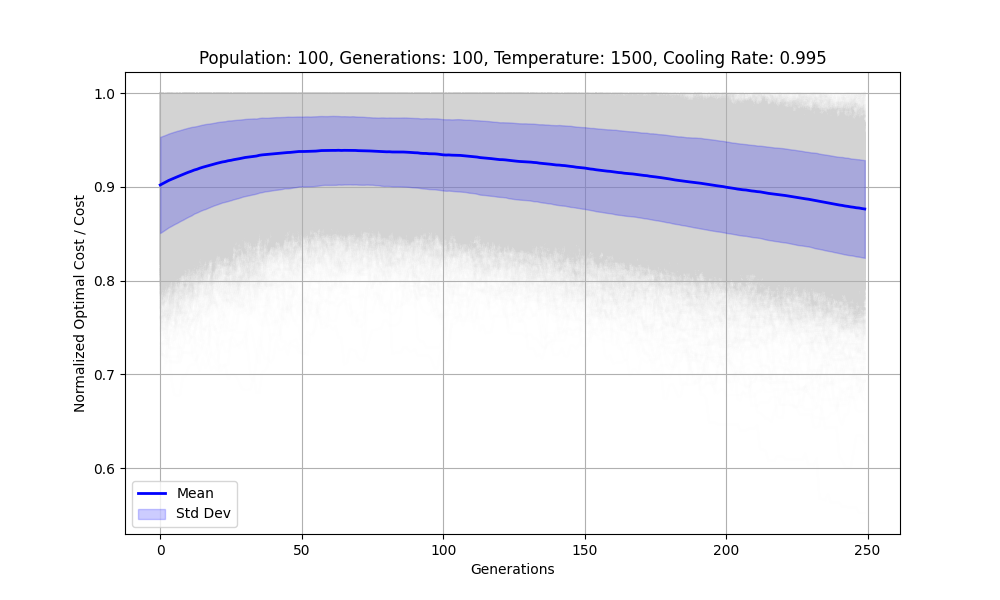 Population: 100, Generations: 100, Temperature: 1500, Cooling Rate: 0.995
Normalized Optimal Cost / Cost
1.0
0.9
0.8
0.7
0.6
Mean
Std Dev
0
50
100
150
200
250
Generations